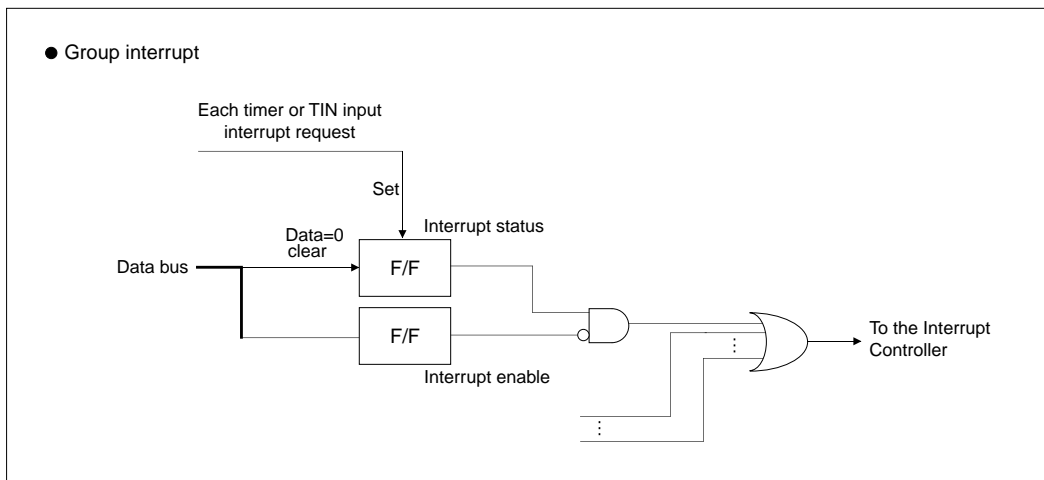 ● Group interrupt
Each timer or TIN input
interrupt request
Set
Interrupt status
Data=0
clear
F/F
Data bus
F/F
Interrupt enable
To the Interrupt
Controller